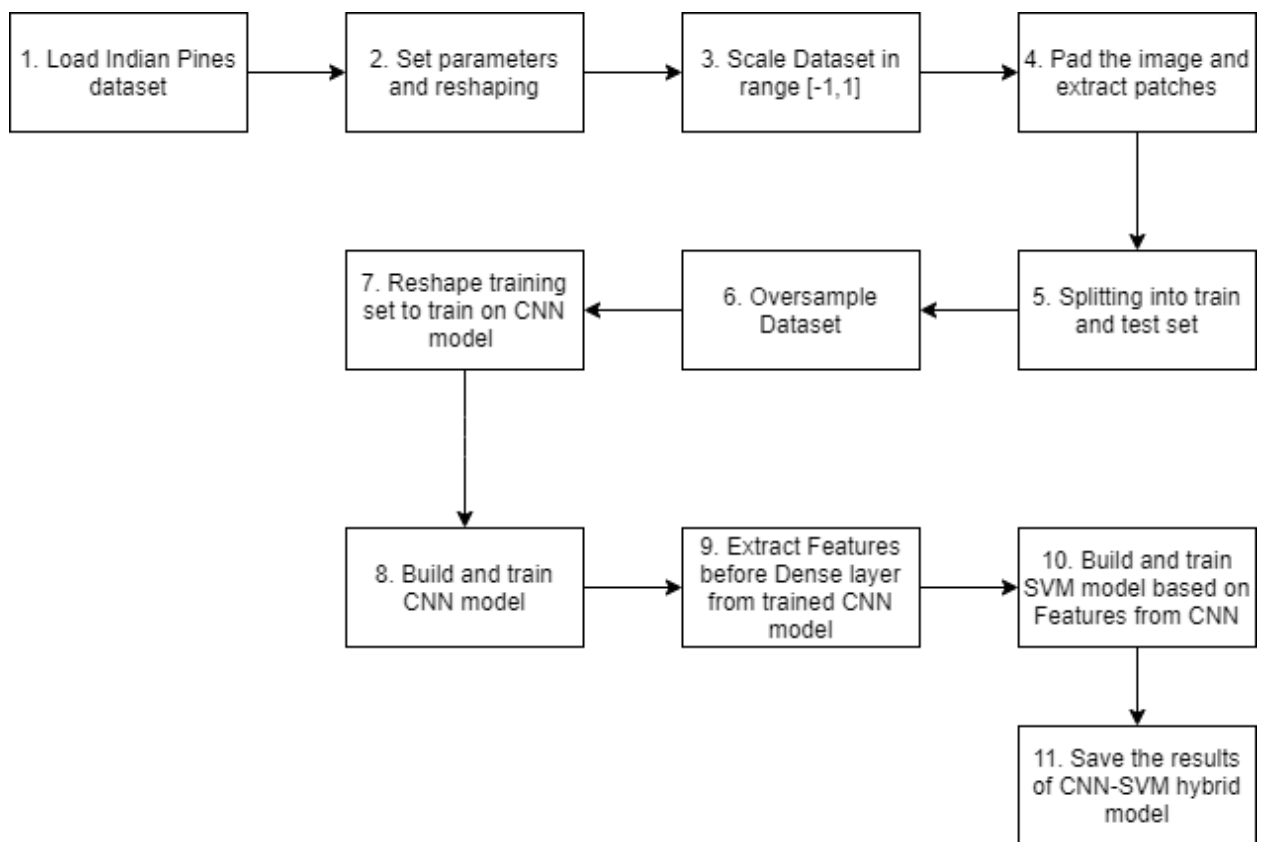 1. Load Indian Pines
dataset
2. Set parameters
and reshaping
3. Scale Dataset in
range [-1,1]
4. Pad the image and
extract patches
5. Splitting into train
and test set
6. Oversample
Dataset
7. Reshape training
set to train on CNN
model
8. Build and train
CNN model
9. Extract Features
before Dense layer
from trained CNN
model
10. Build and train
SVM model based on
Features from CNN
11. Save the results
of CNN-SVM hybrid
model